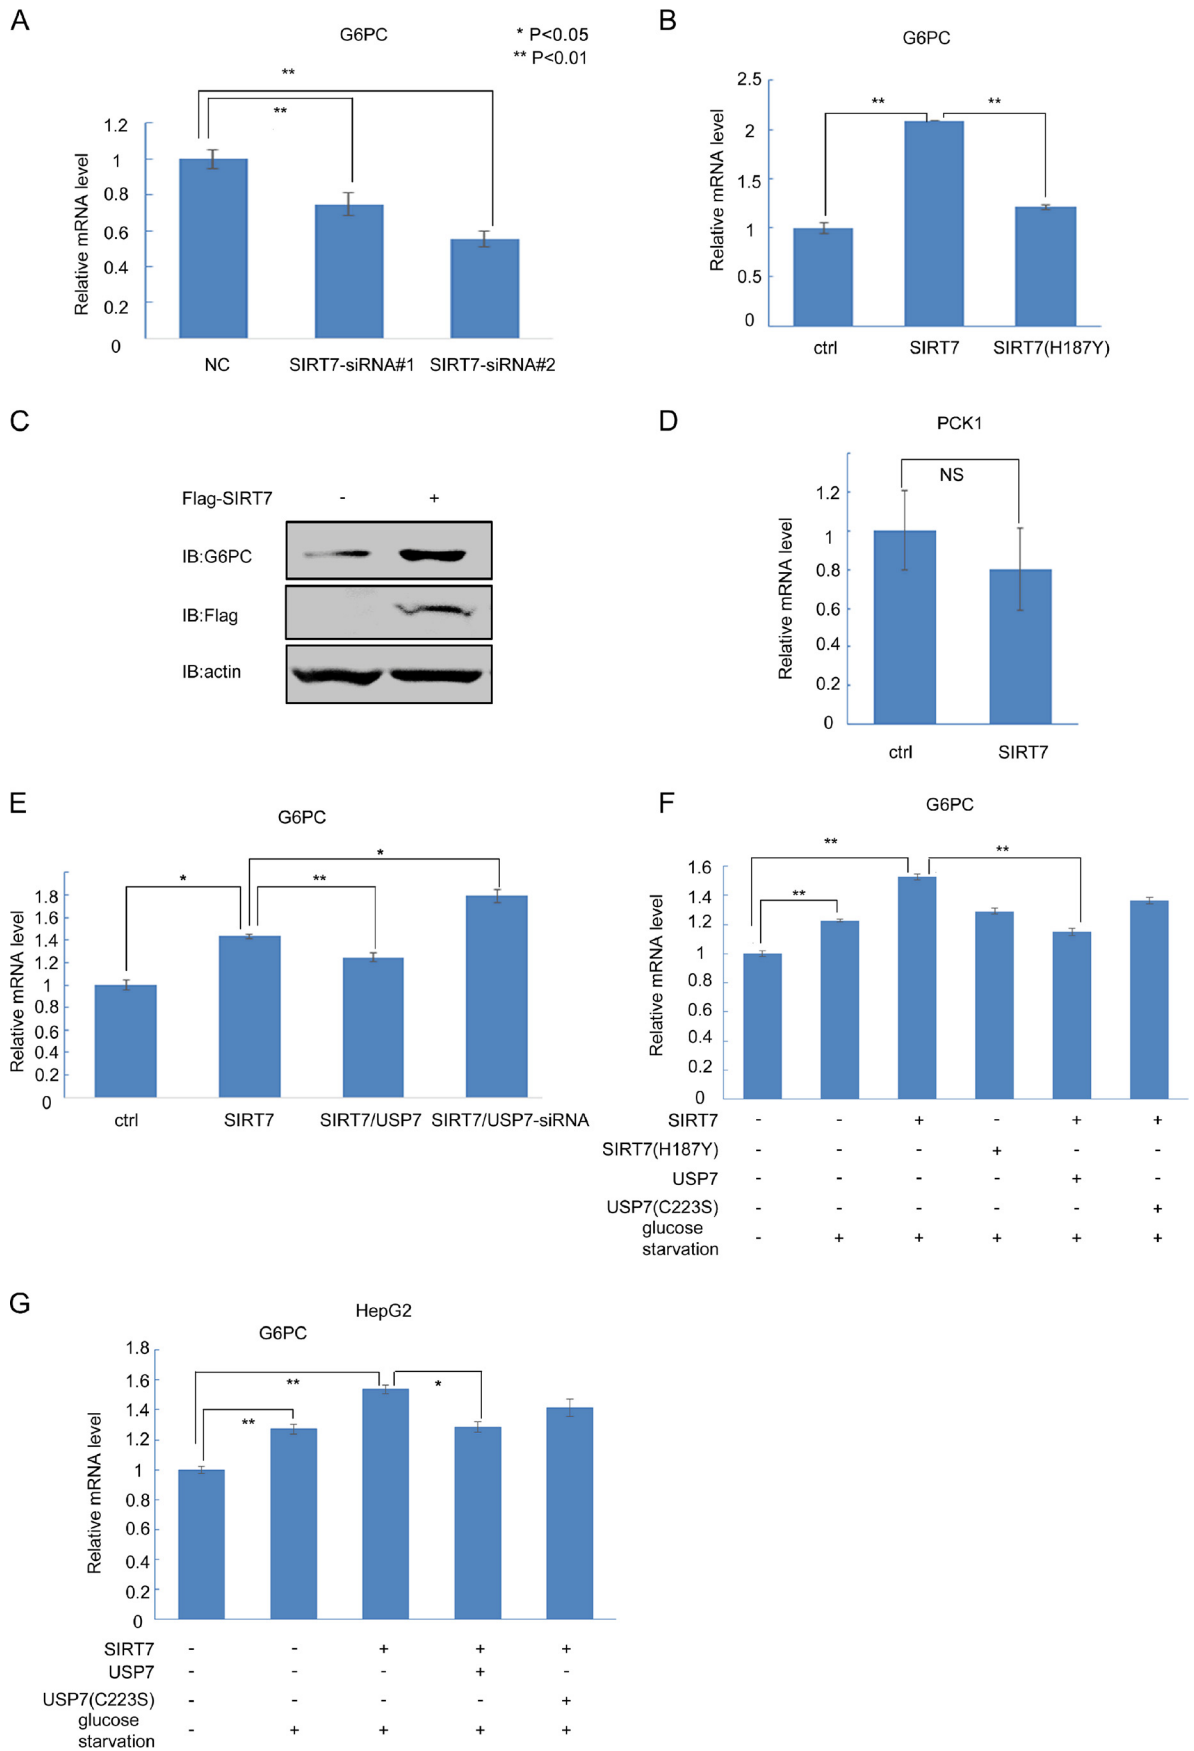 A
G6PC
* P<0.05
** P<0.01
**
**
Relative mRNA level
1.2
1
0.8
0.6
0.4
0.2
0
NC SIRT7-siRNA#1 SIRT7-siRNA#2
B
G6PC
Relative mRNA level
2.5
2
1.5
1
0.5
0
** **
ctrl SIRT7 SIRT7(H187Y)
C
Flag-SIRT7 - +
IB:G6PC
IB:Flag
IB:actin
D
PCK1
NS
Relative mRNA level
1.2
1
0.8
0.6
0.4
0.2
0
ctrl SIRT7
E
G6PC
*
* **
Relative mRNA level
1.8
1.4
1.2
1
0.8
0.6
0.4
0.2
0
ctrl SIRT7 SIRT7/USP7 SIRT7/USP7-siRNA
F
G6PC
** **
**
Relative mRNA level
1.6
1.4
1.2
1
0.8
0.6
0.4
0.2
0
SIRT7 - - + - + +
SIRT7(H187Y) - - - + - -
USP7 - - - - + -
USP7(C223S) - - - - - +
glucose
starvation - + + + + +
G
HepG2
G6PC
** *
**
Relative mRNA level
1.8
1.6
1.4
1.2
1
0.8
0.6
0.4
0.2
0
SIRT7 - - + + +
USP7 - - - + -
USP7(C223S) - - - - +
glucose
starvation - + + + +